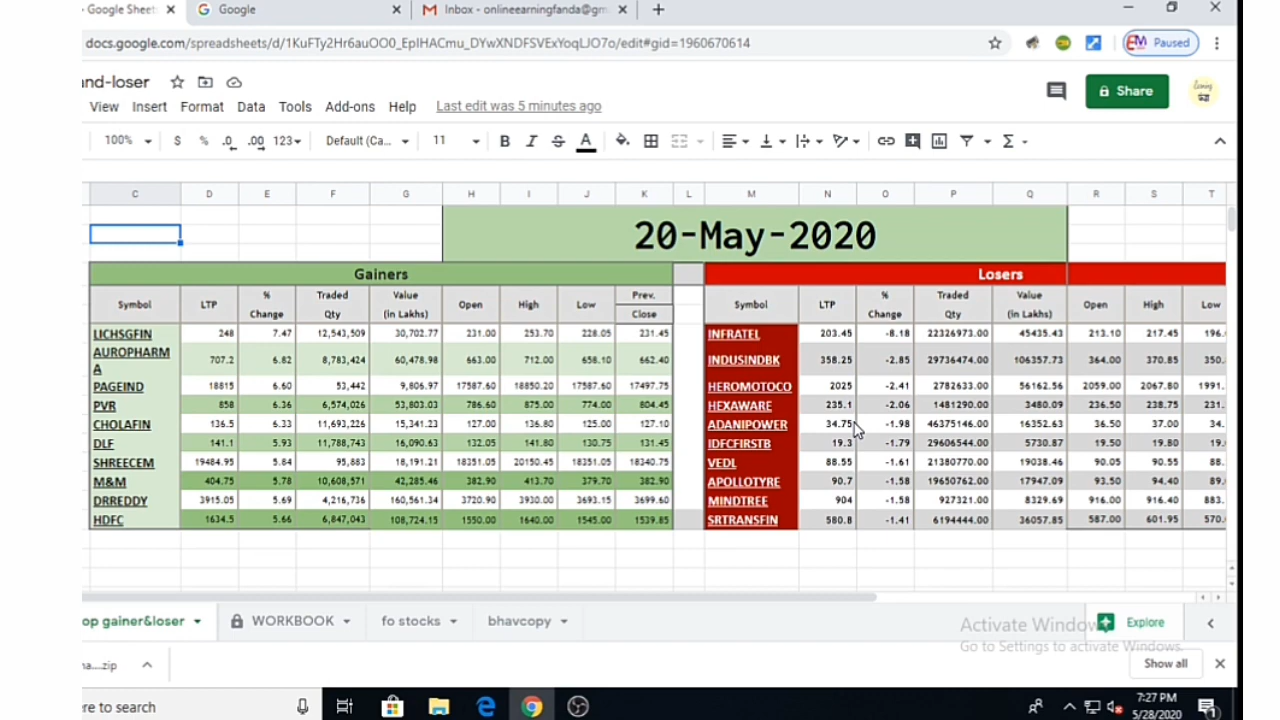 Google Sheets
Google
Inbox - onlineearningfanda@gm
docs.google.com/spreadsheets/d/1KuFTy2Hr6auOO0_EpIHACmu_DYwXNDFSVExYoqLJO7o/edit#gid=1960670614
Paused
nd-loser
View Insert Format Data Tools Add-ons Help Last edit was 5 minutes ago
Share
100% $ % .0 .00 123 Default (Ca... 11 B I S A Σ
C D E F G H I J K L M N O P Q R S T
20-May-2020
Gainers Losers
Symbol LTP % Change Traded Qty Value (in Lakhs) Open High Low Prev. Close Symbol LTP % Change Traded Qty Value (in Lakhs) Open High Low
LICHSGFIN 248 7.47 12,543,509 30,702.77 231.00 253.70 228.05 231.45 INFRATEL 203.45 -8.18 22326973.00 45435.43 213.10 217.45 196.
AUROPHARMA 707.2 6.82 8,783,424 60,478.98 663.00 712.00 658.10 662.40 INDUSINDBK 358.25 -2.85 29736474.00 106357.73 364.00 370.85 350.
PAGEIND 18815 6.60 53,442 9,806.97 17587.60 18850.20 17587.60 17497.75 HEROMOTOCO 2025 -2.41 2782633.00 56162.56 2059.00 2067.80 1991.
PVR 858 6.36 6,574,026 53,803.03 786.60 875.00 774.00 804.45 HEXAWARE 235.1 -2.06 1481290.00 3480.09 236.50 238.75 231.
CHOLAFIN 136.5 6.33 11,693,226 15,341.23 127.00 136.80 125.00 127.10 ADANIPOWER 34.75 -1.98 46375146.00 16352.63 36.50 37.00 34.
DLF 141.1 5.93 11,788,743 16,090.63 132.05 141.80 130.75 131.45 IDFCFIRSTB 19.3 -1.79 29606544.00 5730.87 19.50 19.80 19.
SHREECEM 19484.95 5.84 95,883 18,191.21 18351.05 20150.45 18351.05 18340.75 VEDL 88.55 -1.61 21380770.00 19038.46 90.05 90.55 88.
M&M 404.75 5.78 10,608,571 42,285.46 382.90 413.70 379.70 382.90 APOLLOTYRE 90.7 -1.58 19650762.00 17947.09 93.50 94.40 89.
DRREDDY 3915.05 5.69 4,216,736 160,561.34 3720.90 3930.00 3693.15 3699.60 MINDTREE 904 -1.58 927321.00 8329.69 916.00 916.40 883.
HDFC 1634.5 5.66 6,847,043 108,724.15 1550.00 1640.00 1545.00 1539.85 SRTRANSFIN 580.8 -1.41 6194444.00 36057.85 587.00 601.95 570.
op gainer&loser WORKBOOK fo stocks bhavcopy Explore
Activate Windows
Go to Settings to activate Windows.
na....zip Show all
re to search
7:27 PM
5/28/2020